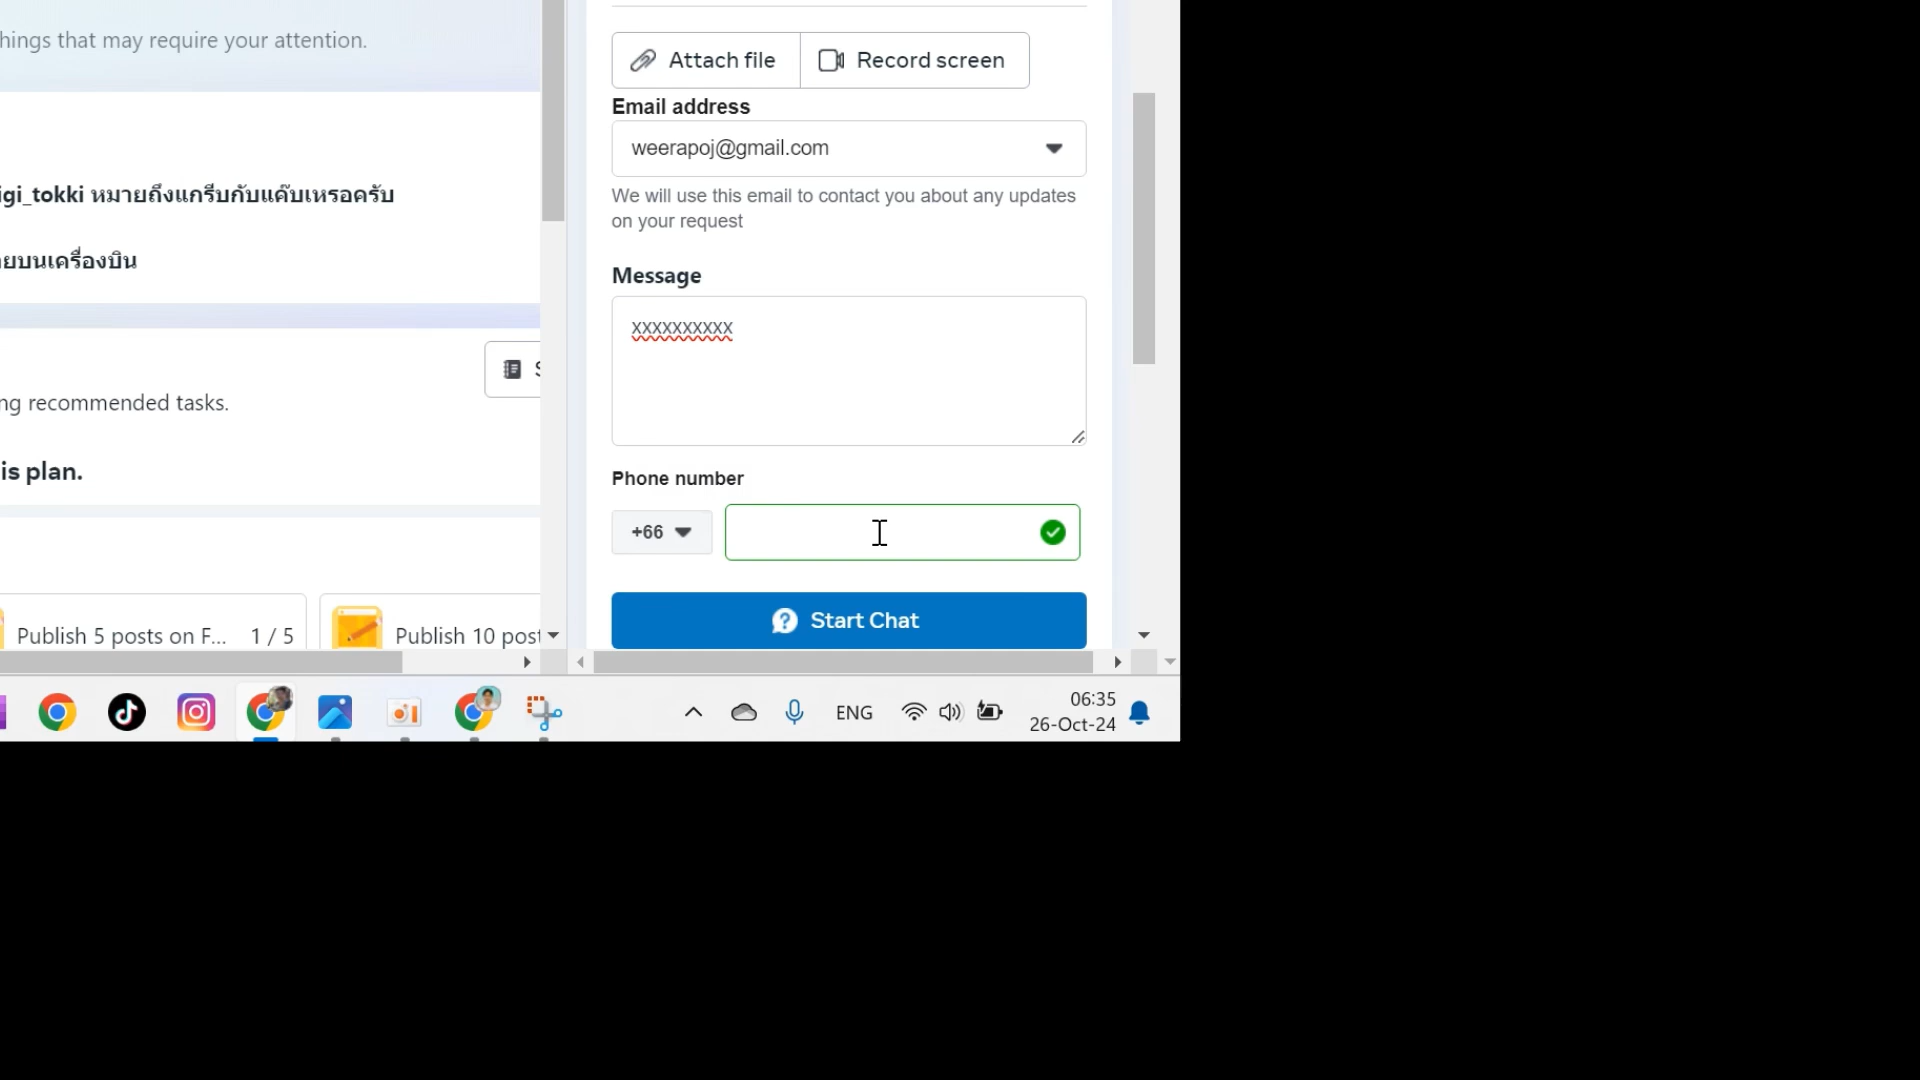 hings that may require your attention.
igi_tokki หมายถึงแกรีบกับแค๊บเหรอครับ
ยบนเครื่องบิน
ng recommended tasks.
is plan.
Publish 5 posts on F... 1 / 5
Publish 10 post
Attach file
Record screen
Email address
weerapoj@gmail.com
We will use this email to contact you about any updates
on your request
Message
xxxxxxxxxx
Phone number
+66
Start Chat
ENG
06:35
26-Oct-24